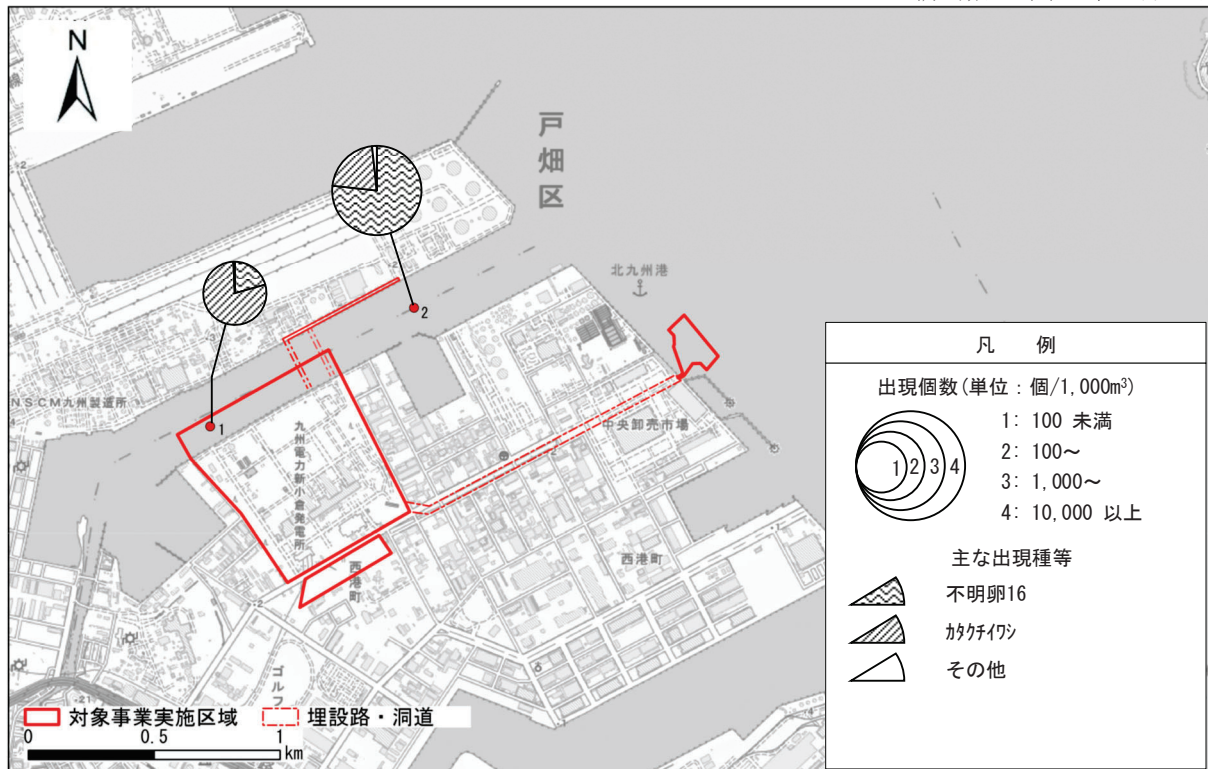 N
戸畑区
北九州港
2
1
NSCM九州製造所
九州電力新小倉発電所
中央卸売市場
西港町
西港町
ゴルフ
対象事業実施区域
埋設路・洞道
0 0.5 1
km
凡 例
出現個数(単位：個/1,000m³)
1 2 3 4
1: 100 未満
2: 100～
3: 1,000～
4: 10,000 以上
主な出現種等
不明卵16
カタクチイワシ
その他